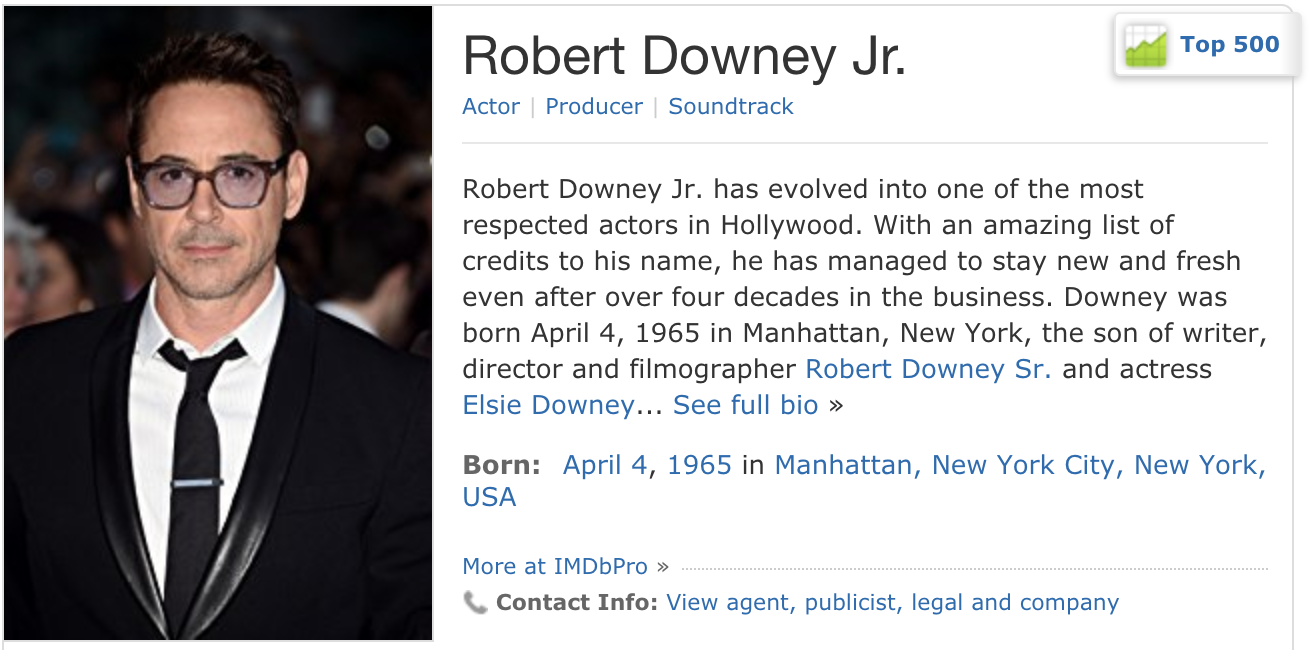 Robert Downey Jr.
Top 500
Actor | Producer | Soundtrack
Robert Downey Jr. has evolved into one of the most
respected actors in Hollywood. With an amazing list of
credits to his name, he has managed to stay new and fresh
even after over four decades in the business. Downey was
born April 4, 1965 in Manhattan, New York, the son of writer,
director and filmographer Robert Downey Sr. and actress
Elsie Downey... See full bio »
Born: April 4, 1965 in Manhattan, New York City, New York,
USA
More at IMDbPro »
Contact Info: View agent, publicist, legal and company